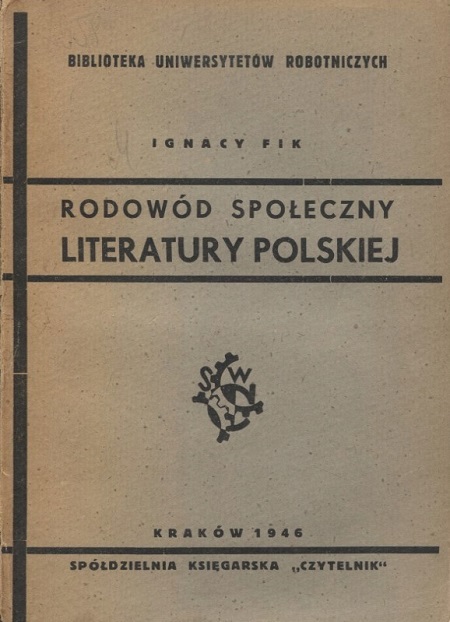 BIBLIOTEKA UNIWERSYTETÓW ROBOTNICZYCH
IGNACY FIK
RODOWÓD SPOŁECZNY
LITERATURY POLSKIEJ
S W
KRAKÓW 1946
SPÓŁDZIELNIA KSIĘGARSKA „CZYTELNIK"